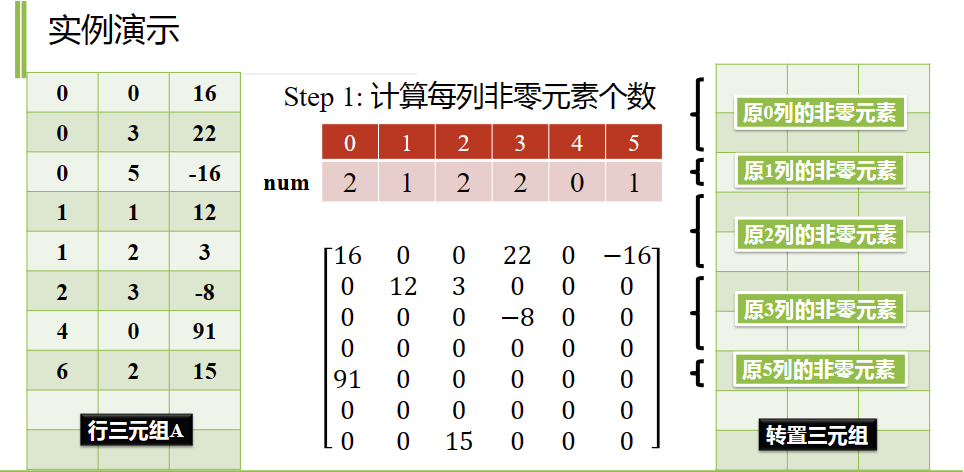 实例演示
0 0 16
0 3 22
0 5 -16
1 1 12
1 2 3
2 3 -8
4 0 91
6 2 15
行三元组A
Step 1: 计算每列非零元素个数
0 1 2 3 4 5
num 2 1 2 2 0 1
16 0 0 22 0 −16
0 12 3 0 0 0
0 0 0 −8 0 0
0 0 0 0 0 0
91 0 0 0 0 0
0 0 0 0 0 0
0 0 15 0 0 0
原0列的非零元素
原1列的非零元素
原2列的非零元素
原3列的非零元素
原5列的非零元素
转置三元组